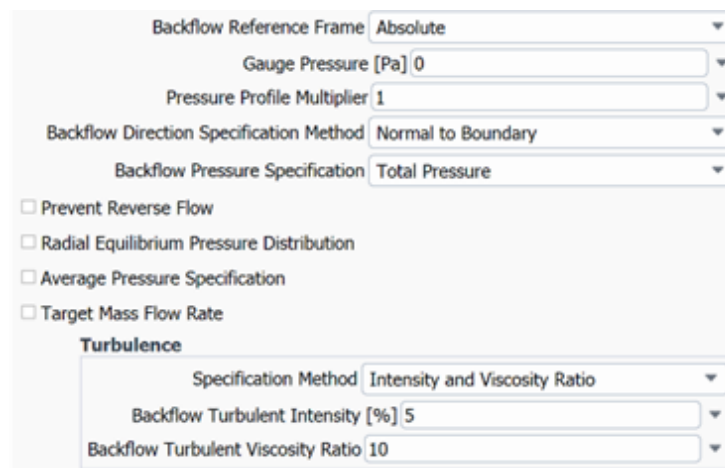 Backflow Reference Frame Absolute
Gauge Pressure [Pa] 0
Pressure Profile Multiplier 1
Backflow Direction Specification Method Normal to Boundary
Backflow Pressure Specification Total Pressure
Prevent Reverse Flow
Radial Equilibrium Pressure Distribution
Average Pressure Specification
Target Mass Flow Rate
Turbulence
Specification Method Intensity and Viscosity Ratio
Backflow Turbulent Intensity [%] 5
Backflow Turbulent Viscosity Ratio 10